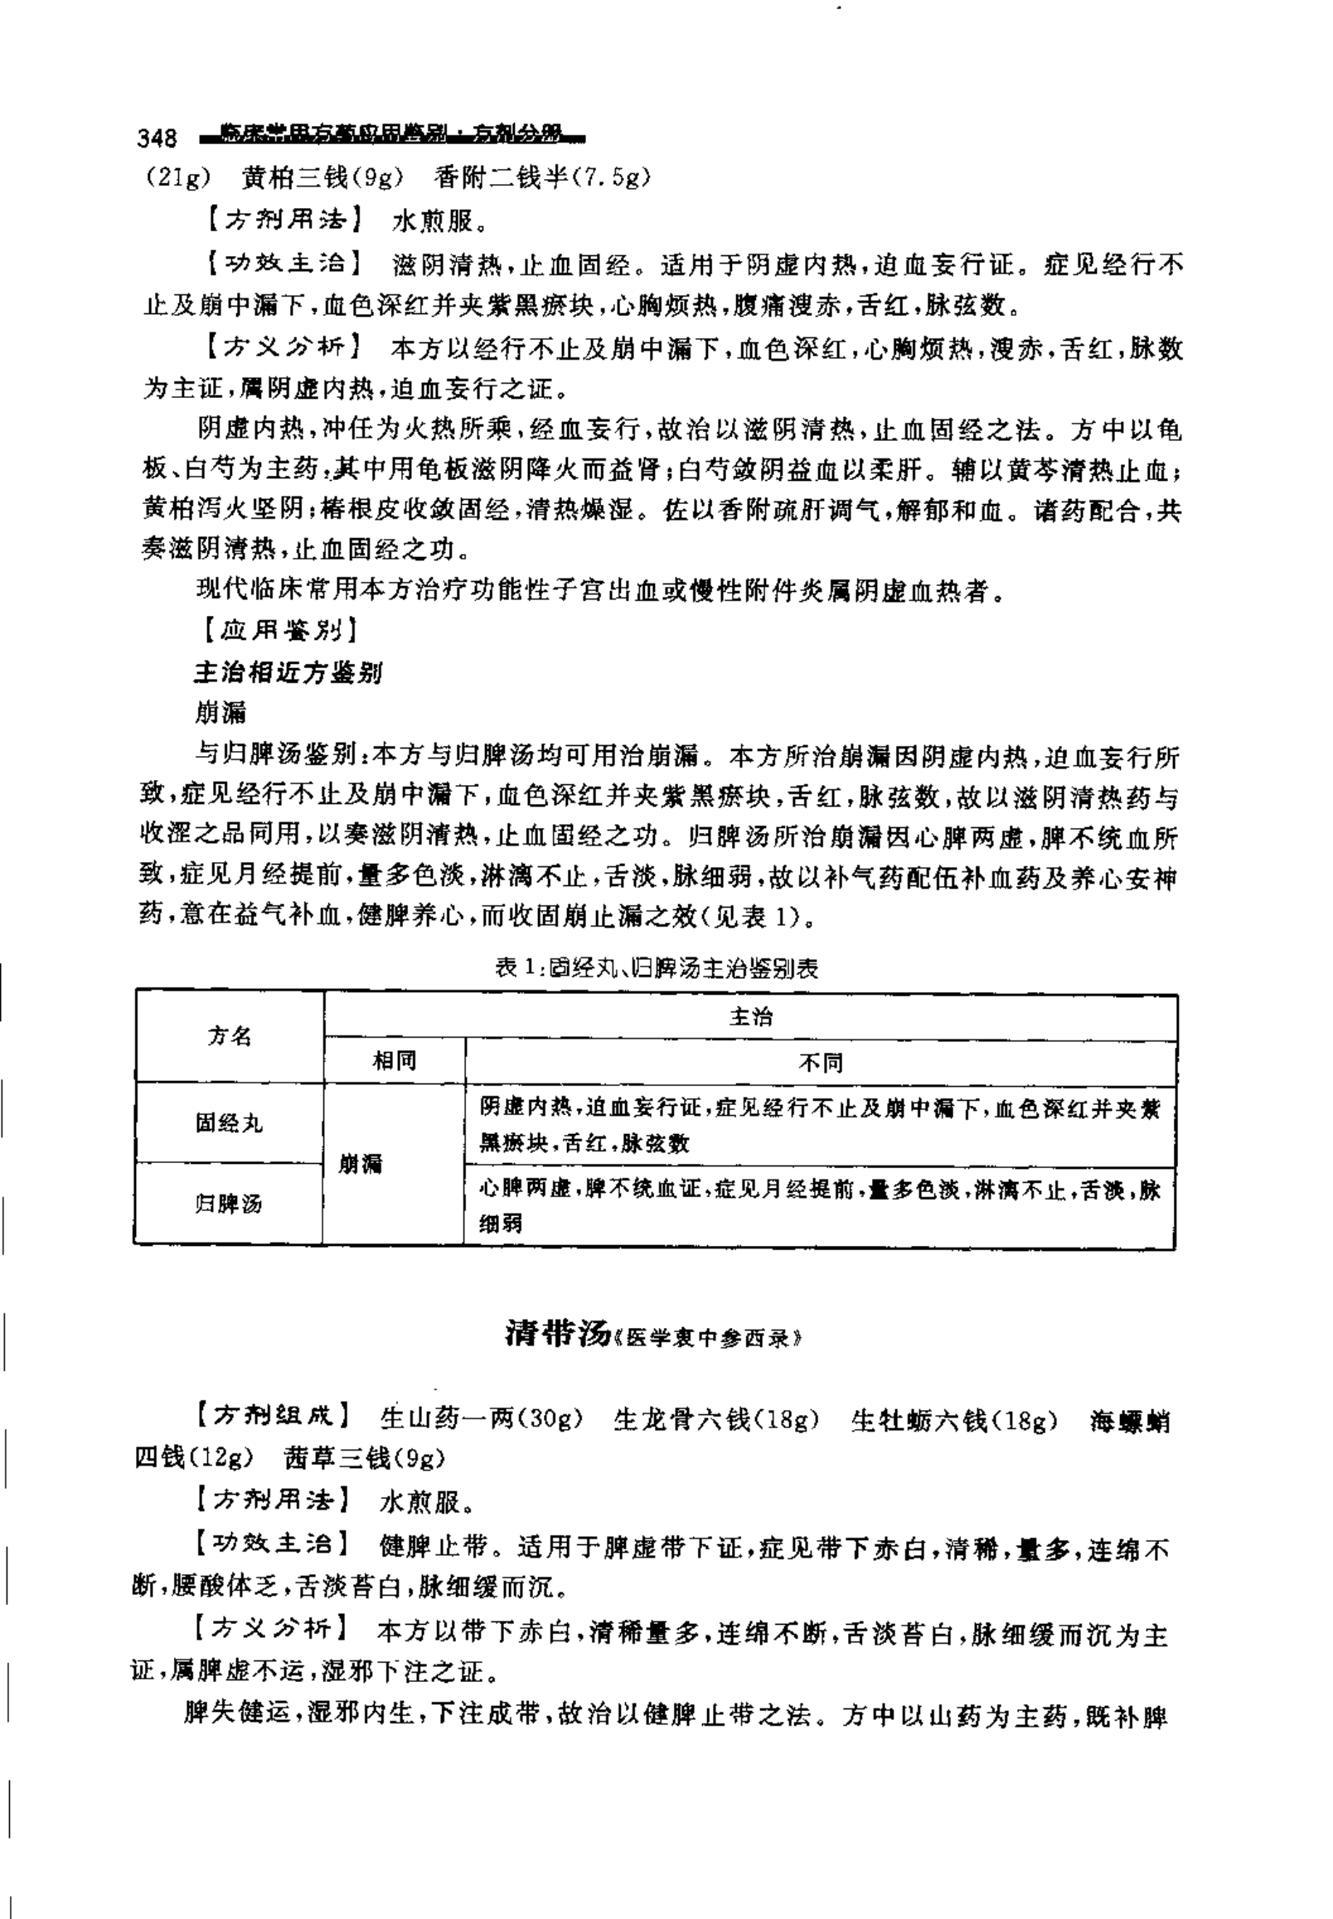 348 临床常用方药应用鉴别·方剂分册
(21g) 黄柏三钱(9g) 香附二钱半(7.5g)
【方剂用法】 水煎服。
【功效主治】 滋阴清热,止血固经。适用于阴虚内热,迫血妄行证。症见经行不
止及崩中漏下,血色深红并夹紫黑瘀块,心胸烦热,腹痛溲赤,舌红,脉弦数。
【方义分析】 本方以经行不止及崩中漏下,血色深红,心胸烦热,溲赤,舌红,脉数
为主证,属阴虚内热,迫血妄行之证。
阴虚内热,冲任为火热所乘,经血妄行,故治以滋阴清热,止血固经之法。方中以龟
板、白芍为主药;其中用龟板滋阴降火而益肾;白芍敛阴益血以柔肝。辅以黄芩清热止血;
黄柏泻火坚阴;椿根皮收敛固经,清热燥湿。佐以香附疏肝调气,解郁和血。诸药配合,共
奏滋阴清热,止血固经之功。
现代临床常用本方治疗功能性子宫出血或慢性附件炎属阴虚血热者。
【应用鉴别】
主治相近方鉴别
崩漏
与归脾汤鉴别:本方与归脾汤均可用治崩漏。本方所治崩漏因阴虚内热,迫血妄行所
致,症见经行不止及崩中漏下,血色深红并夹紫黑瘀块,舌红,脉弦数,故以滋阴清热药与
收涩之品同用,以奏滋阴清热,止血固经之功。归脾汤所治崩漏因心脾两虚,脾不统血所
致,症见月经提前,量多色淡,淋漓不止,舌淡,脉细弱,故以补气药配伍补血药及养心安神
药,意在益气补血,健脾养心,而收固崩止漏之效(见表1)。
表1:固经丸、归脾汤主治鉴别表
方名
主治
相同
不同
固经丸
崩漏
阴虚内热,迫血妄行证,症见经行不止及崩中漏下,血色深红并夹紫
黑瘀块,舌红,脉弦数
归脾汤
心脾两虚,脾不统血证,症见月经提前,量多色淡,淋漓不止,舌淡,脉
细弱
清带汤《医学衷中参西录》
【方剂组成】 生山药一两(30g) 生龙骨六钱(18g) 生牡蛎六钱(18g) 海螵蛸
四钱(12g) 茜草三钱(9g)
【方剂用法】 水煎服。
【功效主治】 健脾止带。适用于脾虚带下证,症见带下赤白,清稀,量多,连绵不
断,腰酸体乏,舌淡苔白,脉细缓而沉。
【方义分析】 本方以带下赤白,清稀量多,连绵不断,舌淡苔白,脉细缓而沉为主
证,属脾虚不运,湿邪下注之证。
脾失健运,湿邪内生,下注成带,故治以健脾止带之法。方中以山药为主药,既补脾